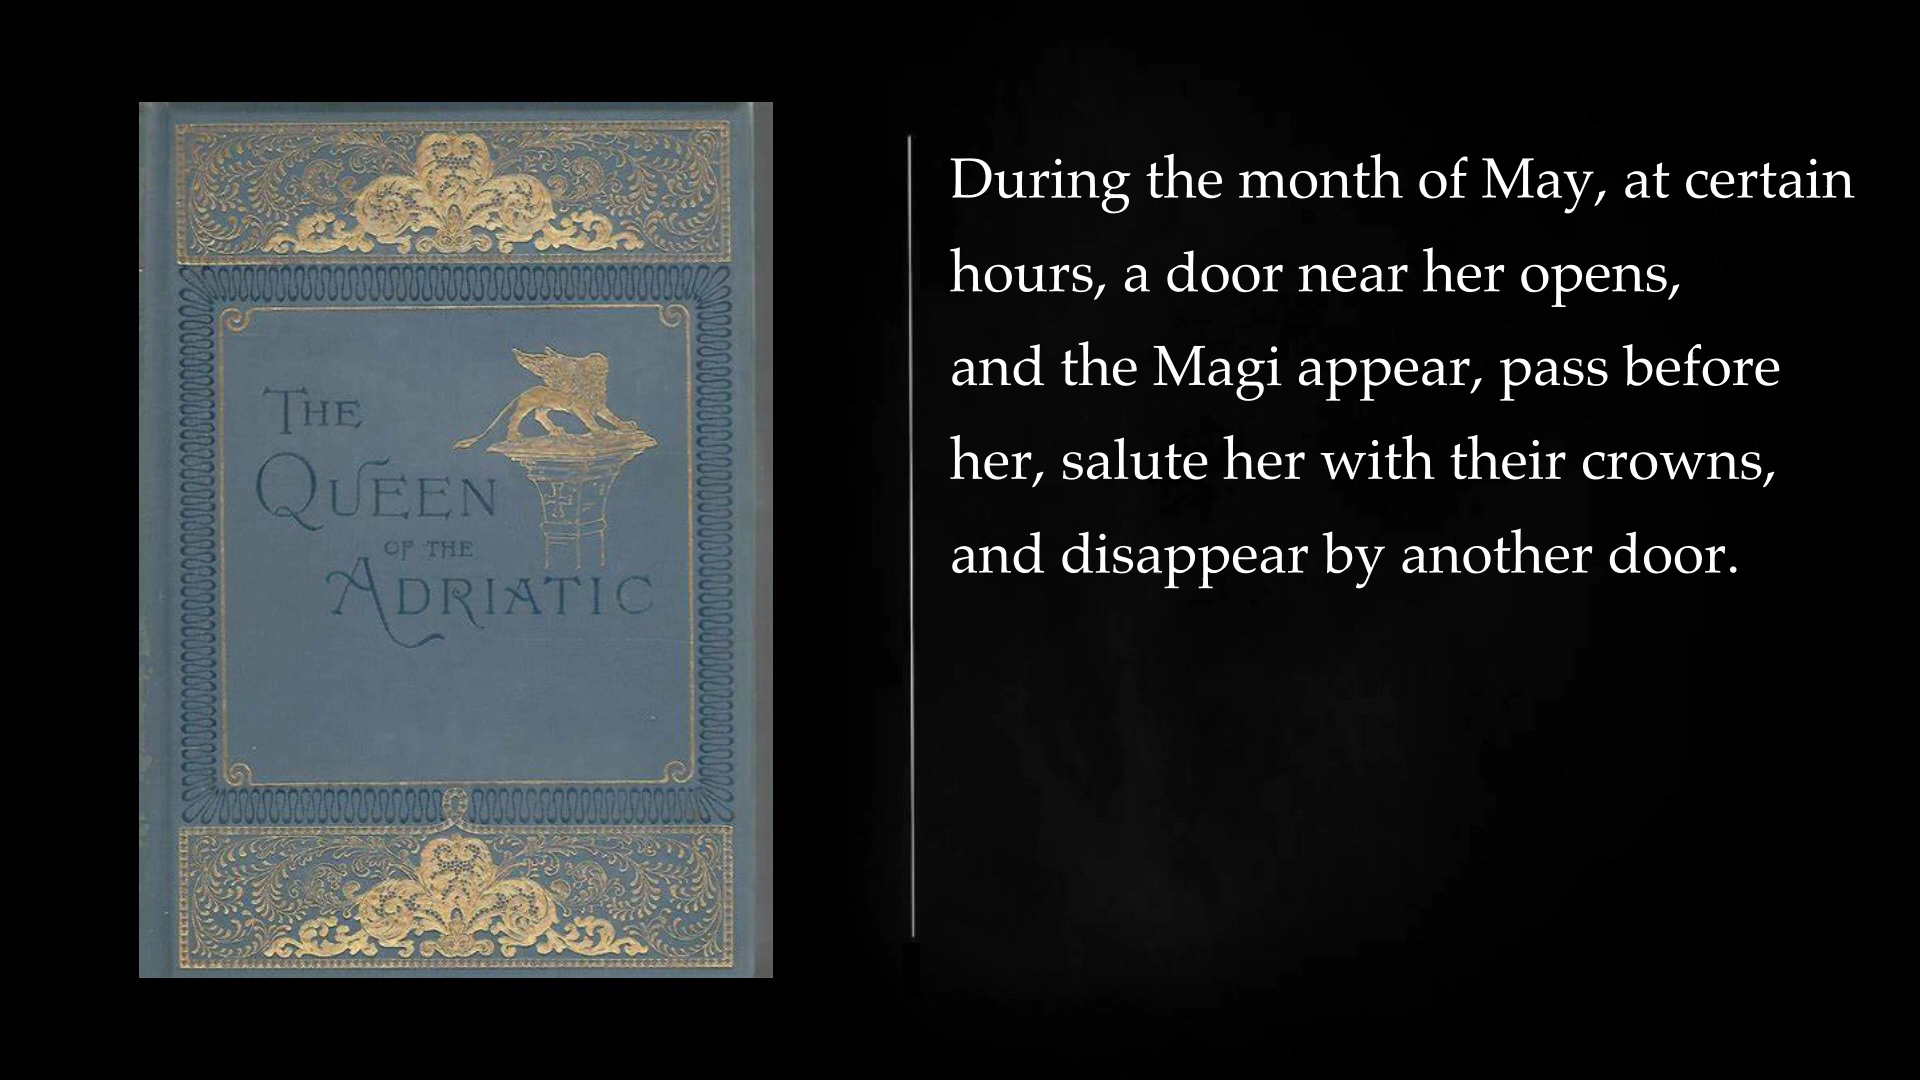 THE
QUEEN
OF THE
ADRIATIC
During the month of May, at certain
hours, a door near her opens,
and the Magi appear, pass before
her, salute her with their crowns,
and disappear by another door.